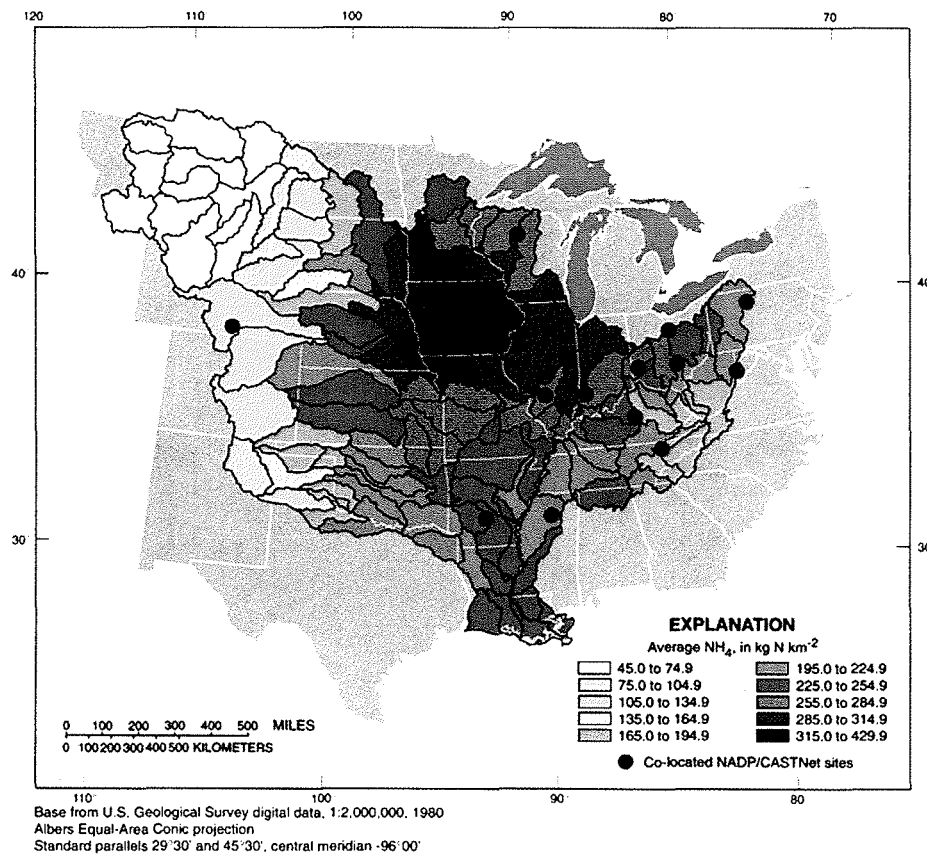 120 110 100 90 80 70
40 40
30 30
EXPLANATION
Average NH4, in kg N km-2
45.0 to 74.9
75.0 to 104.9
105.0 to 134.9
135.0 to 164.9
165.0 to 194.9
195.0 to 224.9
225.0 to 254.9
255.0 to 284.9
285.0 to 314.9
315.0 to 429.9
Co-located NADP/CASTNet sites
0 100 200 300 400 500 MILES
0 100 200 300 400 500 KILOMETERS
110 100 90 80
Base from U.S. Geological Survey digital data, 1:2,000,000, 1980
Albers Equal-Area Conic projection
Standard parallels 29°30' and 45°30', central meridian -96°00'